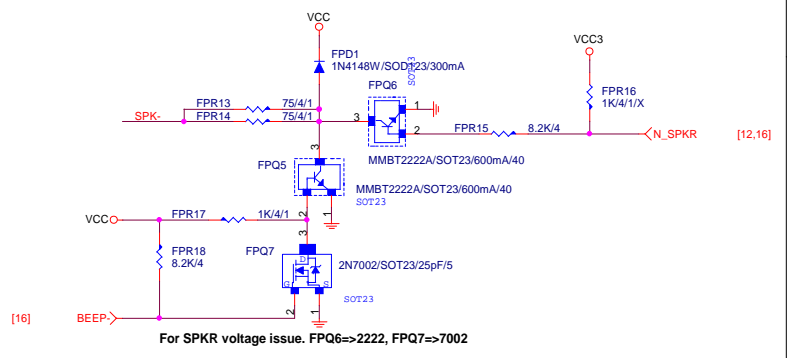 VCC
FPD1
1N4148W/SOD123/300mA
SOT23
VCC3
FPQ6
FPR16
1K/4/1/X
FPR13 75/4/1
SPK-
FPR14 75/4/1
3
1
2
FPR15 8.2K/4
N_SPKR [12,16]
MMBT2222A/SOT23/600mA/40
3
FPQ5
MMBT2222A/SOT23/600mA/40
SOT23
2
1
VCC
FPR17 1K/4/1
3
FPR18
8.2K/4
FPQ7
D
2N7002/SOT23/25pF/5
G S
SOT23
2
1
[16] BEEP-
For SPKR voltage issue. FPQ6=>2222, FPQ7=>7002